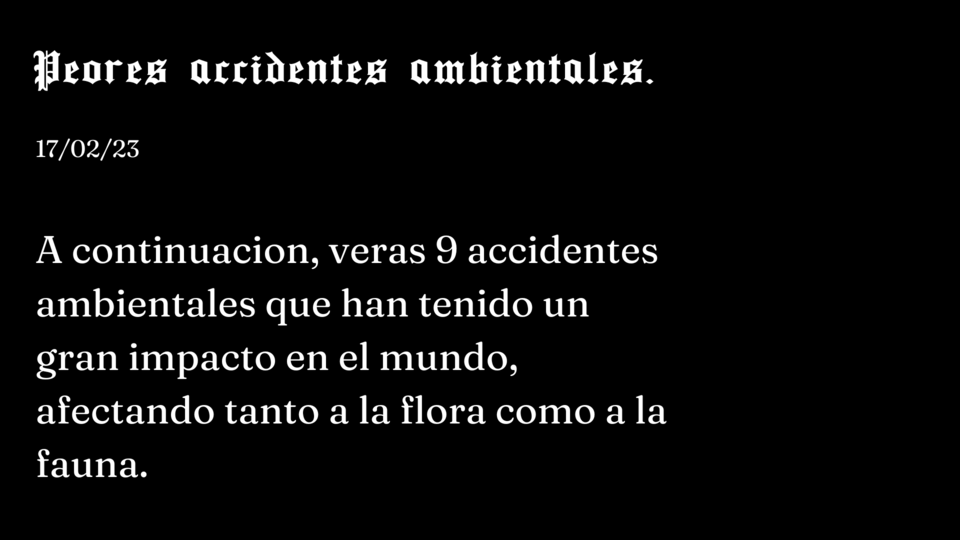 Peores accidentes ambientales.
17/02/23
A continuacion, veras 9 accidentes
ambientales que han tenido un
gran impacto en el mundo,
afectando tanto a la flora como a la
fauna.